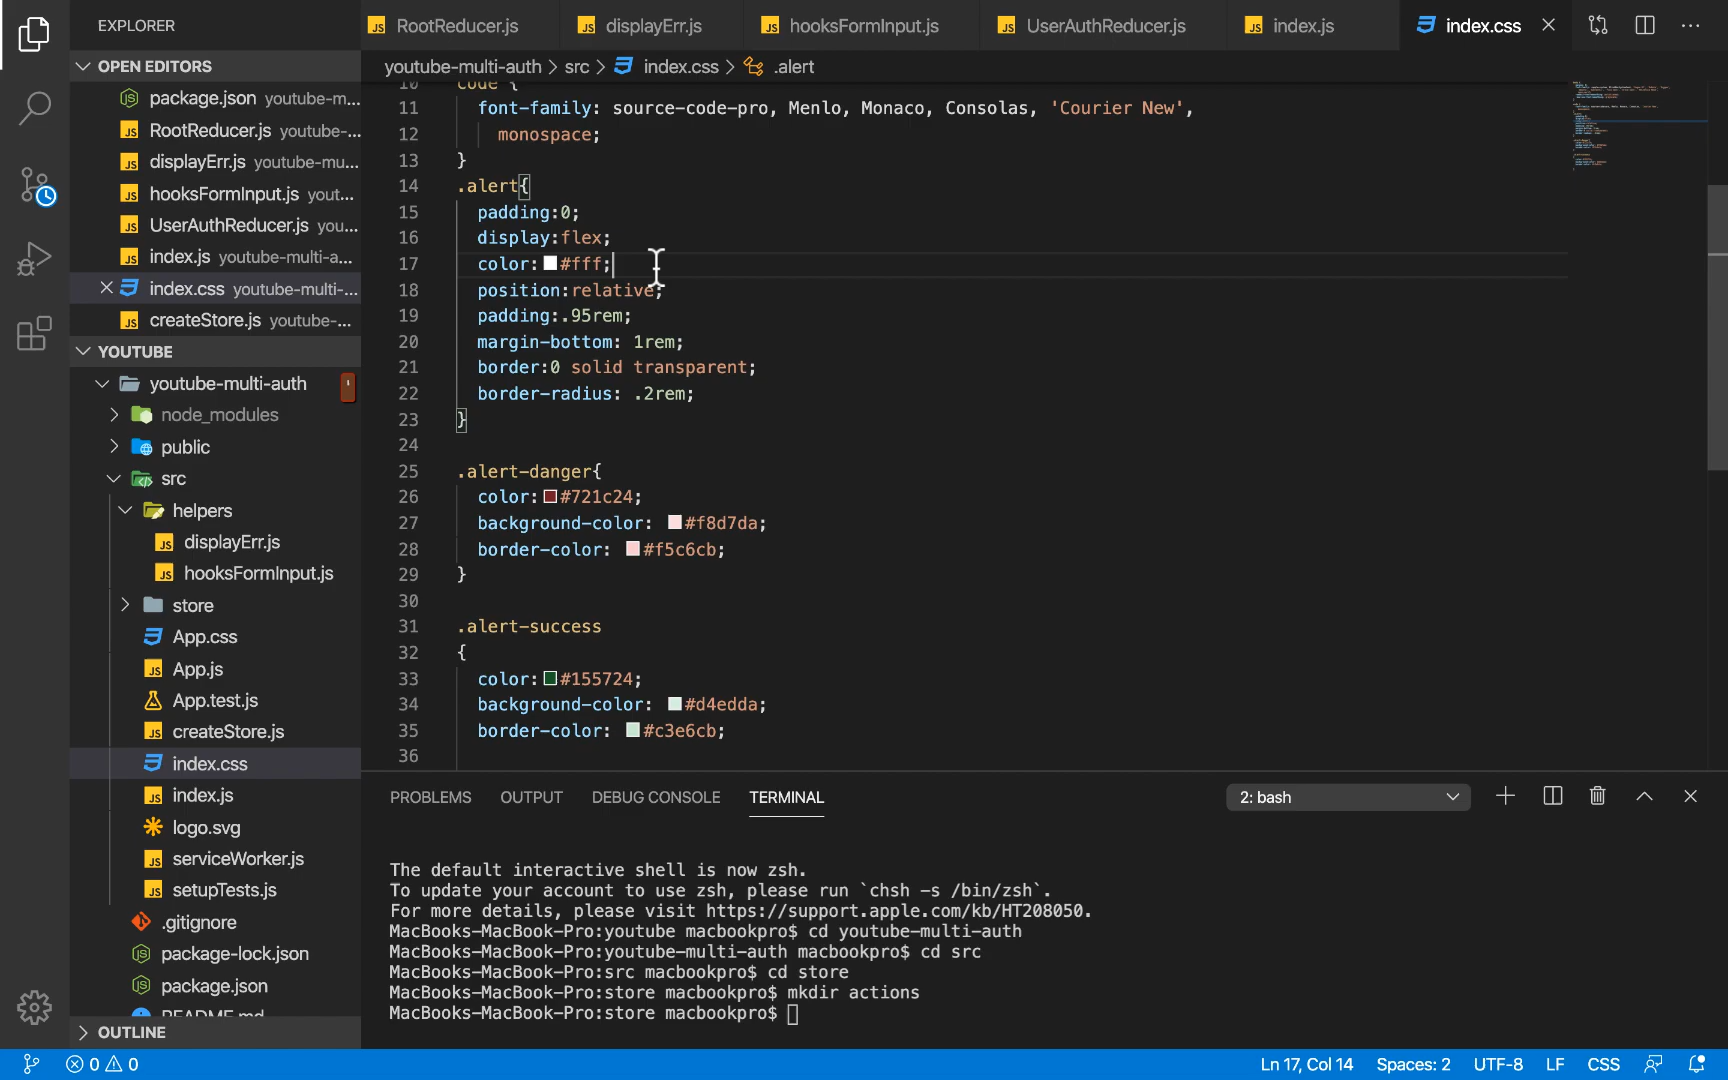 EXPLORER
OPEN EDITORS
package.json youtube-m...
RootReducer.js youtube-...
displayErr.js youtube-mu...
hooksFormInput.js yout...
UserAuthReducer.js you...
index.js youtube-multi-a...
index.css youtube-multi-...
createStore.js youtube-...
YOUTUBE
youtube-multi-auth
node_modules
public
src
helpers
displayErr.js
hooksFormInput.js
store
App.css
App.js
App.test.js
createStore.js
index.css
index.js
logo.svg
serviceWorker.js
setupTests.js
.gitignore
package-lock.json
package.json
README.md
OUTLINE
RootReducer.js displayErr.js hooksFormInput.js UserAuthReducer.js index.js index.css
youtube-multi-auth > src > index.css > .alert
10 code {
11 font-family: source-code-pro, Menlo, Monaco, Consolas, 'Courier New',
12 monospace;
13 }
14 .alert{
15 padding:0;
16 display:flex;
17 color:#fff;
18 position:relative;
19 padding:.95rem;
20 margin-bottom: 1rem;
21 border:0 solid transparent;
22 border-radius: .2rem;
23 }
24
25 .alert-danger{
26 color:#721c24;
27 background-color: #f8d7da;
28 border-color: #f5c6cb;
29 }
30
31 .alert-success
32 {
33 color:#155724;
34 background-color: #d4edda;
35 border-color: #c3e6cb;
36
PROBLEMS OUTPUT DEBUG CONSOLE TERMINAL 2: bash
The default interactive shell is now zsh.
To update your account to use zsh, please run `chsh -s /bin/zsh`.
For more details, please visit https://support.apple.com/kb/HT208050.
MacBooks-MacBook-Pro:youtube macbookpro$ cd youtube-multi-auth
MacBooks-MacBook-Pro:youtube-multi-auth macbookpro$ cd src
MacBooks-MacBook-Pro:src macbookpro$ cd store
MacBooks-MacBook-Pro:store macbookpro$ mkdir actions
MacBooks-MacBook-Pro:store macbookpro$
0 0 Ln 17, Col 14 Spaces: 2 UTF-8 LF CSS